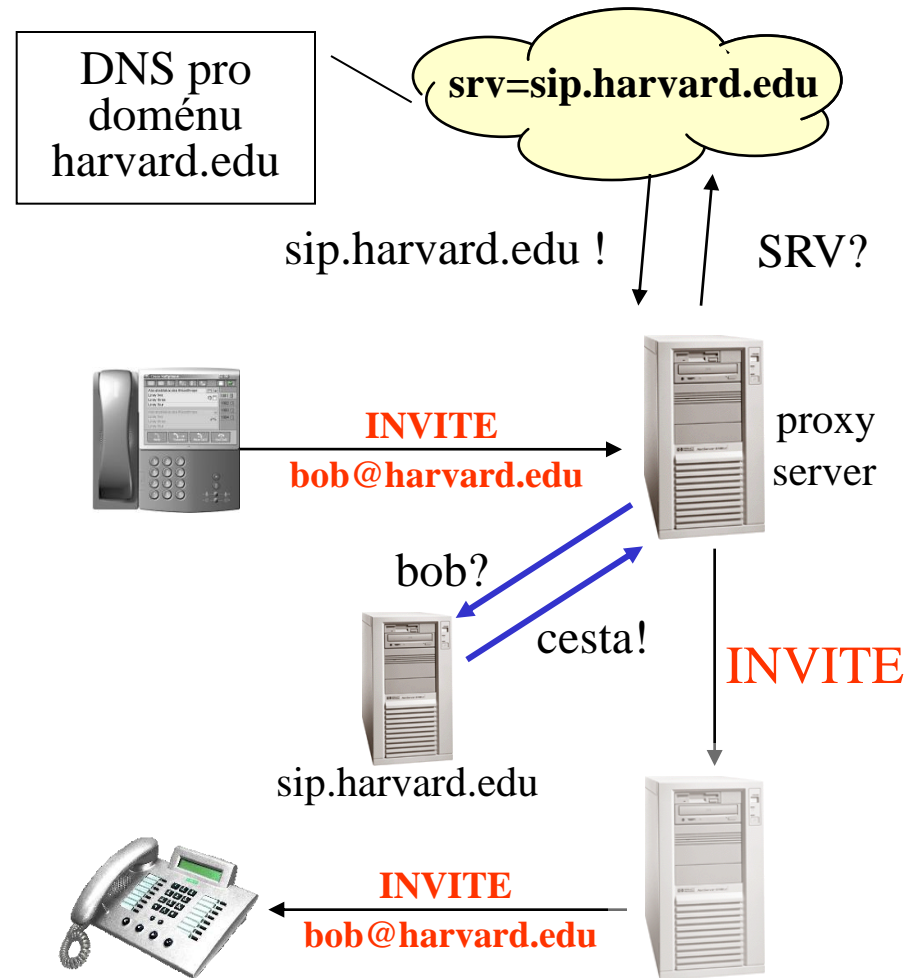 DNS pro
doménu
harvard.edu
srv=sip.harvard.edu
sip.harvard.edu !
SRV?
INVITE
bob@harvard.edu
proxy
server
bob?
cesta!
INVITE
sip.harvard.edu
INVITE
bob@harvard.edu